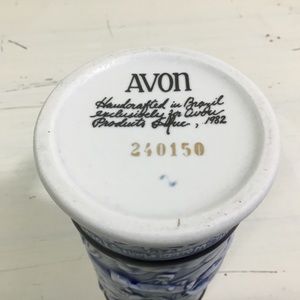 AVON
Handcrafted in Brazil
exclusively for Avon
Products Inc., 1982
240150